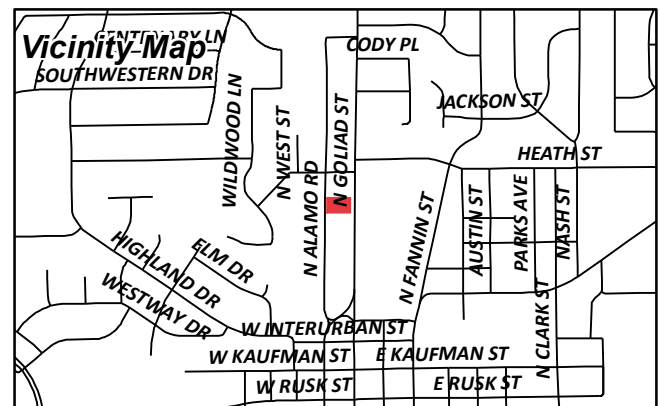 CENTENARY LN
Vicinity Map
SOUTHWESTERN DR
CODY PL
JACKSON ST
HEATH ST
WILDWOOD LN
N WEST ST
N ALAMO RD
N GOLIAD ST
N FANNIN ST
AUSTIN ST
PARKS AVE
NASH ST
N CLARK ST
HIGHLAND DR
ELM DR
WESTWAY DR
W INTERURBAN ST
W KAUFMAN ST
E KAUFMAN ST
W RUSK ST
E RUSK ST